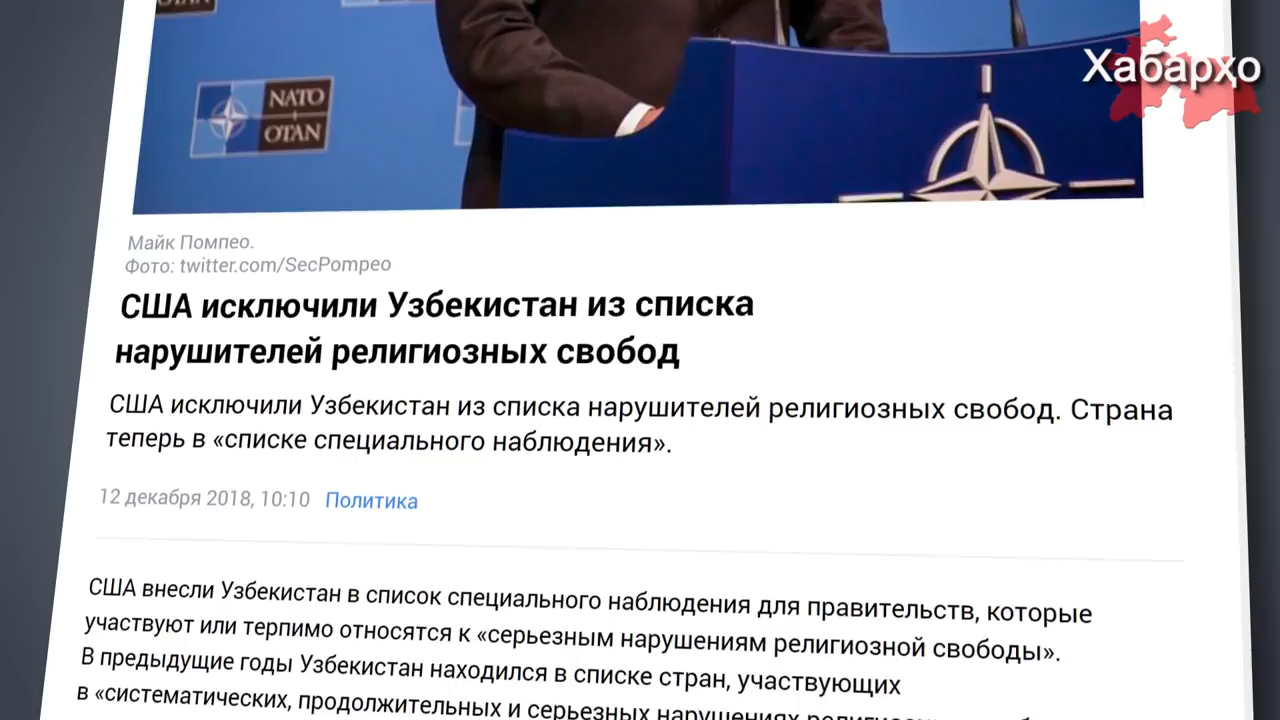 OTAN
Хабарҳо
NATO
OTAN
Майк Помпео.
Фото: twitter.com/SecPompeo
США исключили Узбекистан из списка
нарушителей религиозных свобод
США исключили Узбекистан из списка нарушителей религиозных свобод. Страна
теперь в «списке специального наблюдения».
12 декабря 2018, 10:10 Политика
США внесли Узбекистан в список специального наблюдения для правительств, которые
участвуют или терпимо относятся к «серьезным нарушениям религиозной свободы».
В предыдущие годы Узбекистан находился в списке стран, участвующих
в «систематических, продолжительных и серьезных нарушениях